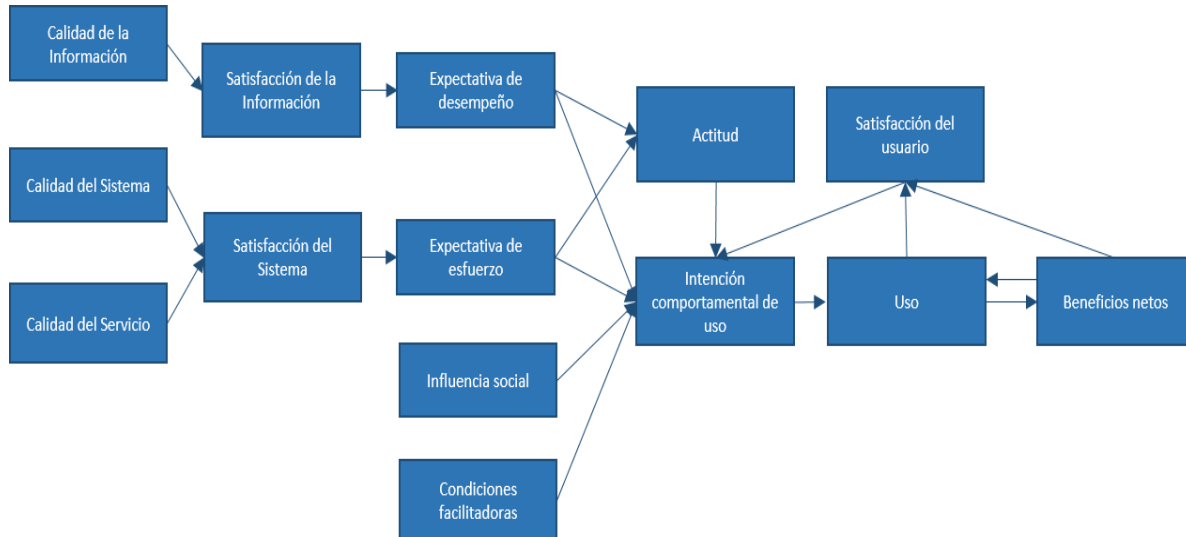 Calidad de la
Información
Satisfacción de la
Información
Expectativa de
desempeño
Actitud
Satisfacción del
usuario
Calidad del Sistema
Satisfacción del
Sistema
Expectativa de
esfuerzo
Calidad del Servicio
Intención
comportamental de
uso
Uso
Beneficios netos
Influencia social
Condiciones
facilitadoras